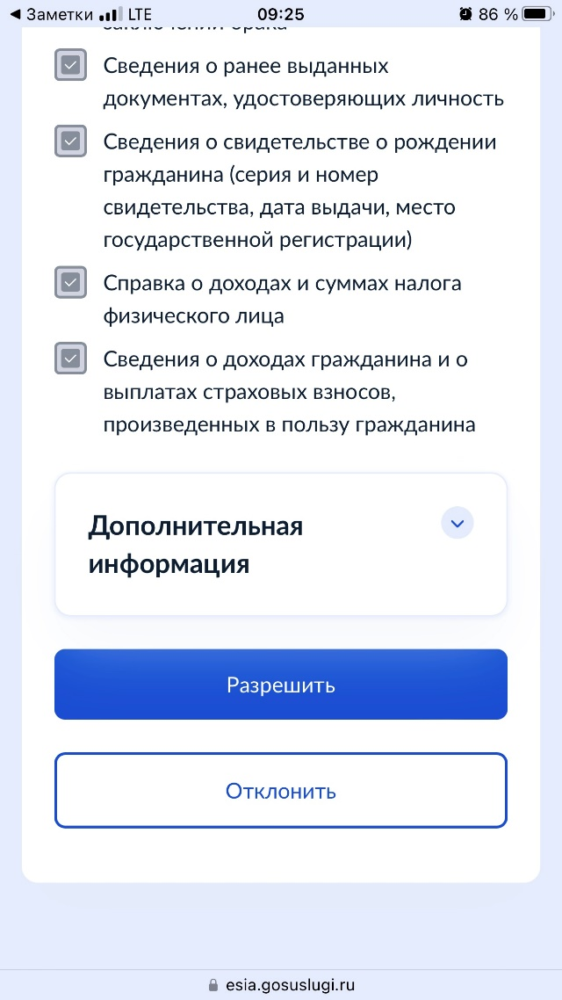 ◀ Заметки LTE 09:25 86 %
заключении брака
Сведения о ранее выданных
документах, удостоверяющих личность
Сведения о свидетельстве о рождении
гражданина (серия и номер
свидетельства, дата выдачи, место
государственной регистрации)
Справка о доходах и суммах налога
физического лица
Сведения о доходах гражданина и о
выплатах страховых взносов,
произведенных в пользу гражданина
Дополнительная
информация
Разрешить
Отклонить
esia.gosuslugi.ru